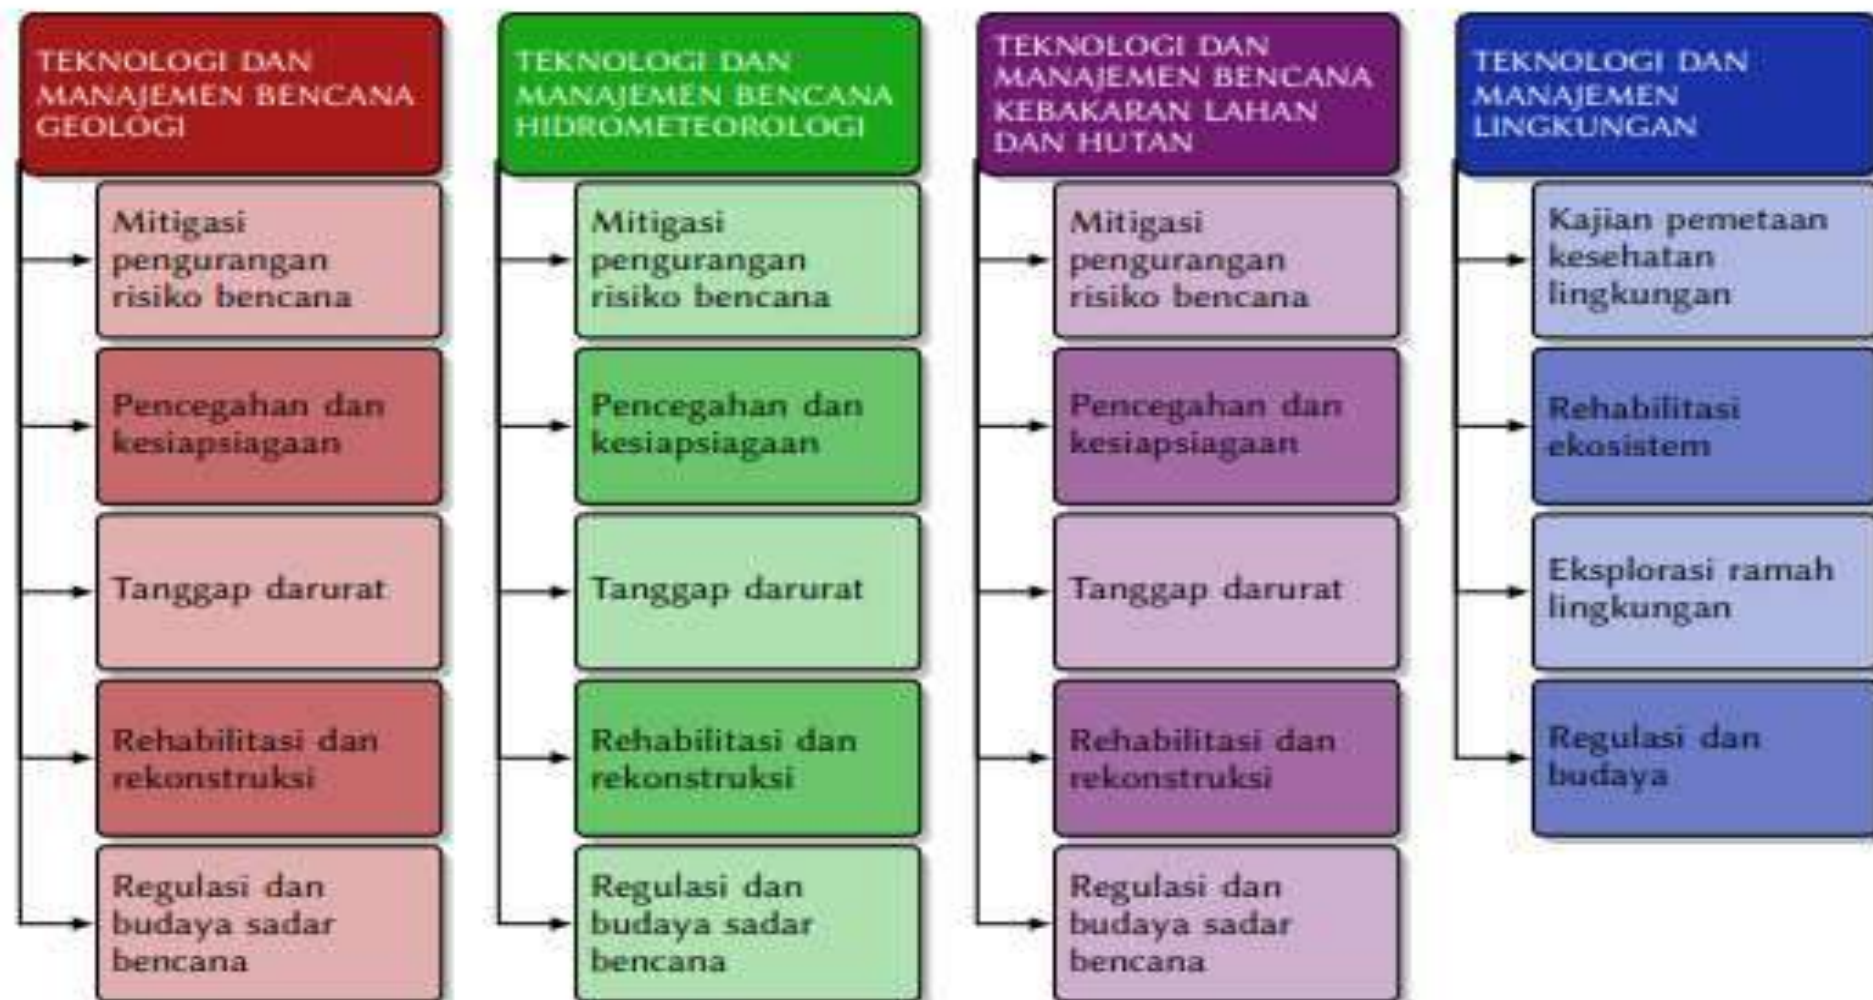 TEKNOLOGI DAN
MANAJEMEN BENCANA
GEOLOGI
Mitigasi
pengurangan
risiko bencana
Pencegahan dan
kesiapsiagaan
Tanggap darurat
Rehabilitasi dan
rekonstruksi
Regulasi dan
budaya sadar
bencana
TEKNOLOGI DAN
MANAJEMEN BENCANA
HIDROMETEOROLOGI
Mitigasi
pengurangan
risiko bencana
Pencegahan dan
kesiapsiagaan
Tanggap darurat
Rehabilitasi dan
rekonstruksi
Regulasi dan
budaya sadar
bencana
TEKNOLOGI DAN
MANAJEMEN BENCANA
KEBAKARAN LAHAN
DAN HUTAN
Mitigasi
pengurangan
risiko bencana
Pencegahan dan
kesiapsiagaan
Tanggap darurat
Rehabilitasi dan
rekonstruksi
Regulasi dan
budaya sadar
bencana
TEKNOLOGI DAN
MANAJEMEN
LINGKUNGAN
Kajian pemetaan
kesehatan
lingkungan
Rehabilitasi
ekosistem
Eksplorasi ramah
lingkungan
Regulasi dan
budaya